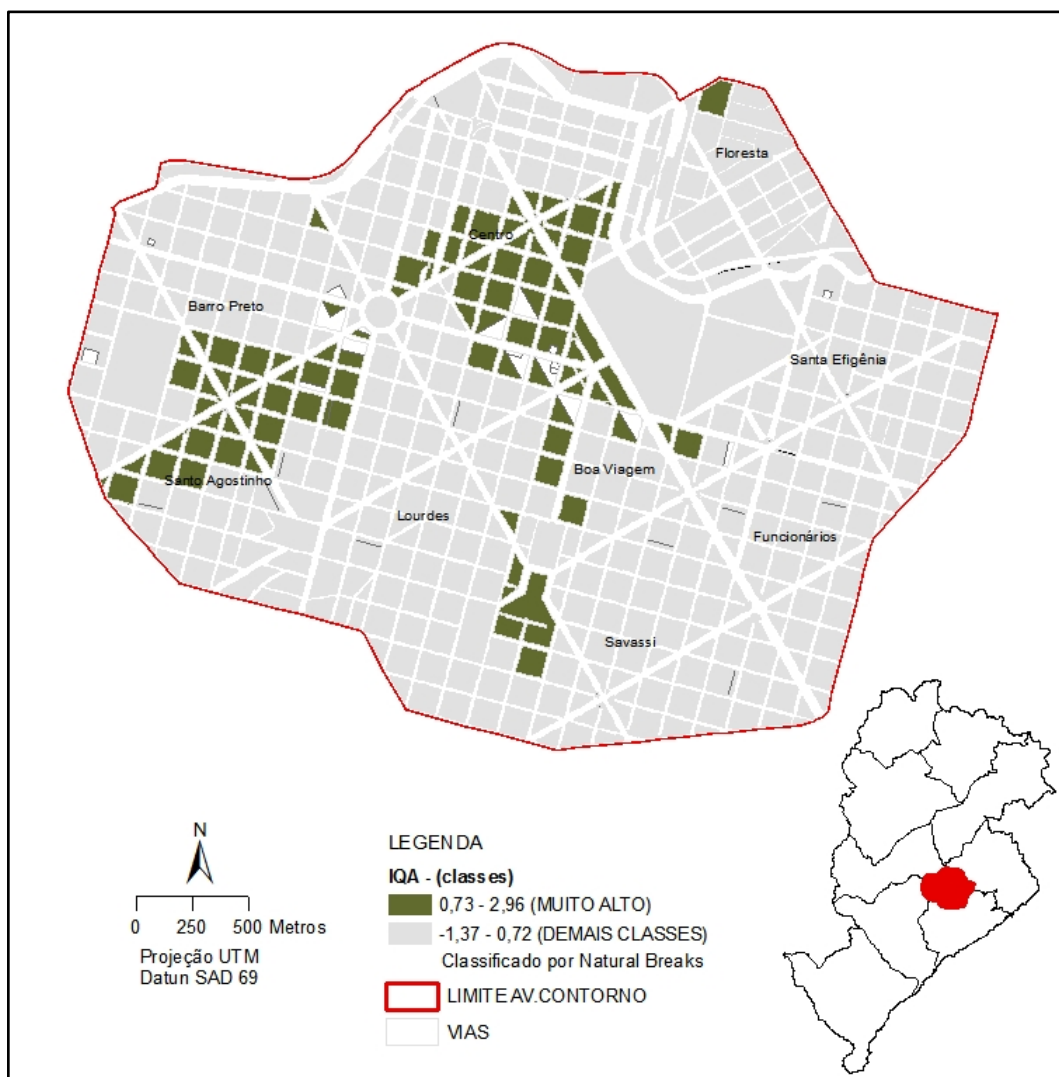 Floresta
Centro
Barro Preto
Santa Efigênia
Boa Viagem
Santo Agostinho
Lourdes
Funcionários
Savassi
N
0 250 500 Metros
Projeção UTM
Datun SAD 69
LEGENDA
IQA - (classes)
0,73 - 2,96 (MUITO ALTO)
-1,37 - 0,72 (DEMAIS CLASSES)
Classificado por Natural Breaks
LIMITE AV.CONTORNO
VIAS